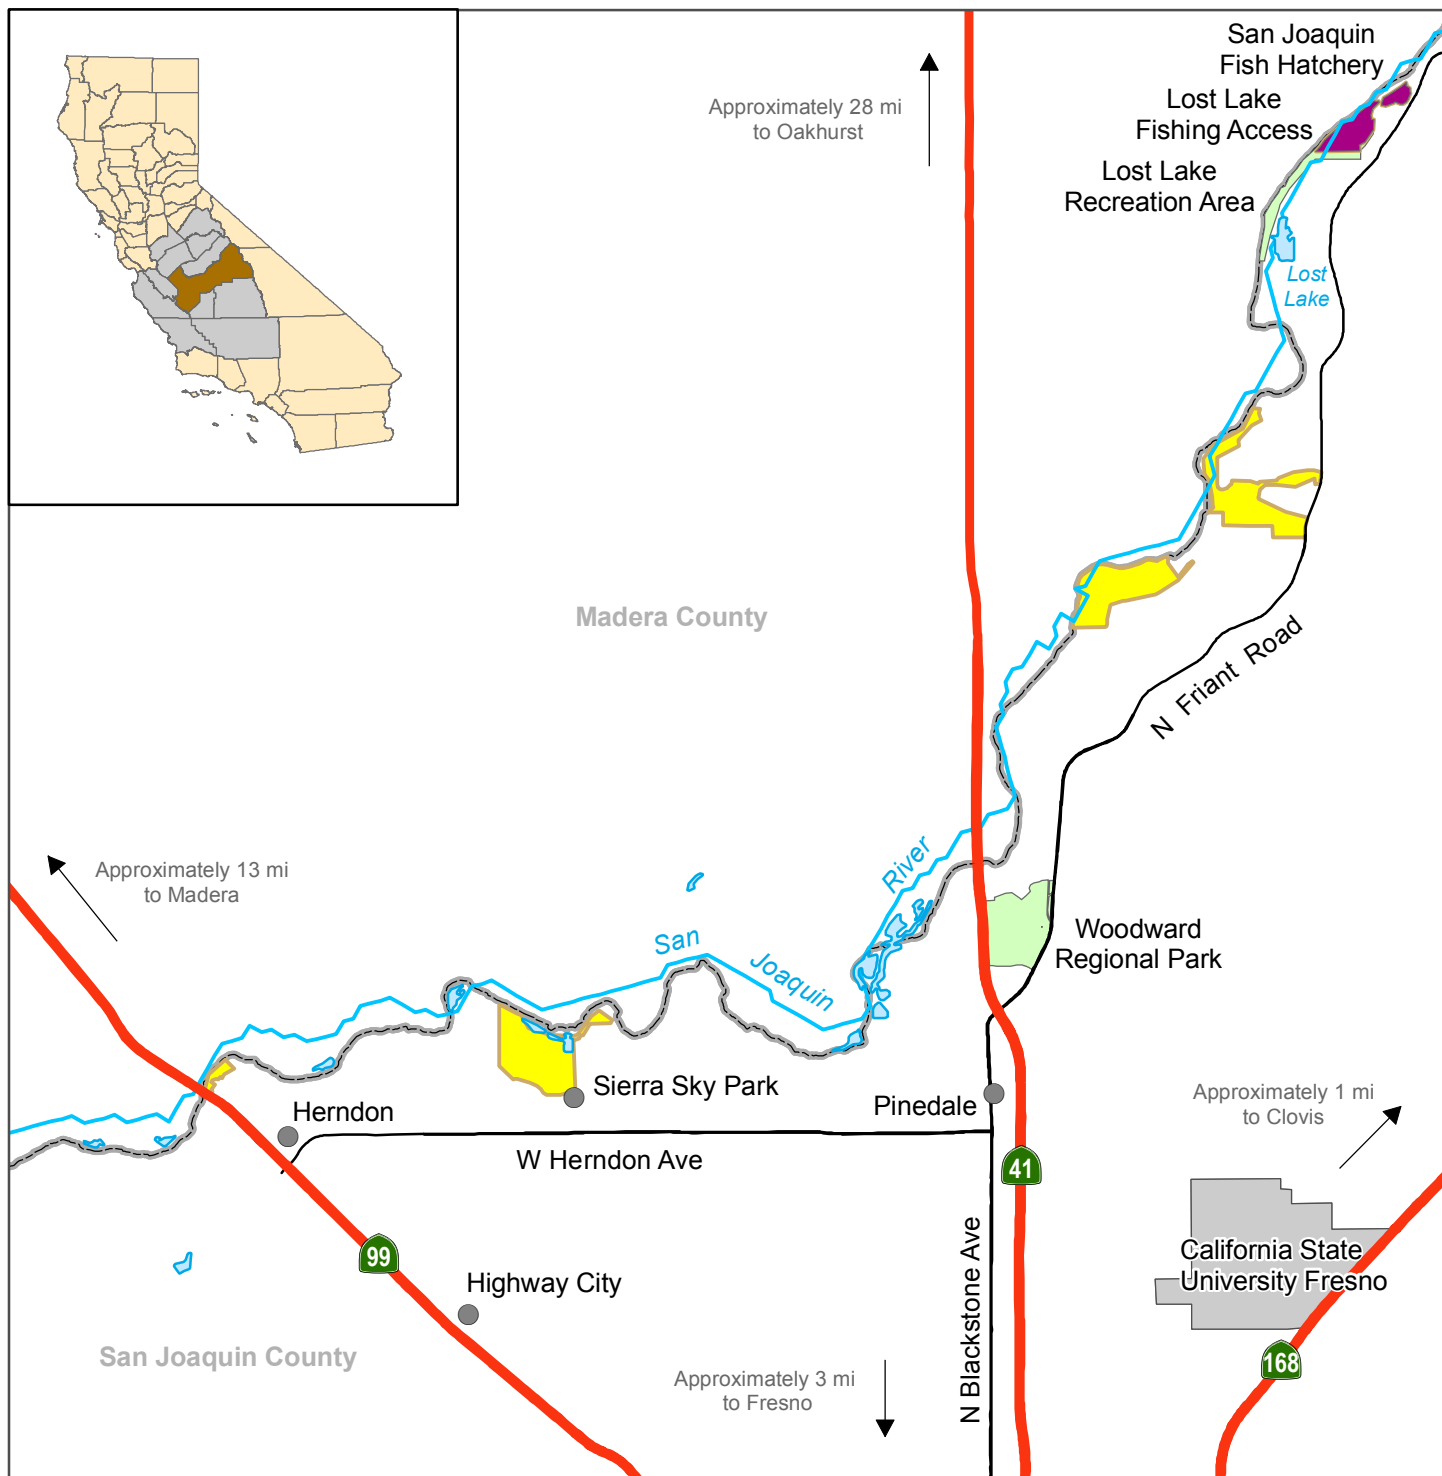 San Joaquin
Fish Hatchery
Lost Lake
Fishing Access
Lost Lake
Recreation Area
Approximately 28 mi
to Oakhurst
Lost
Lake
Madera County
N Friant Road
Approximately 13 mi
to Madera
River
San
Joaquin
Woodward
Regional Park
Sierra Sky Park
Herndon
Pinedale
Approximately 1 mi
to Clovis
W Herndon Ave
41
99
California State
University Fresno
Highway City
N Blackstone Ave
San Joaquin County
168
Approximately 3 mi
to Fresno